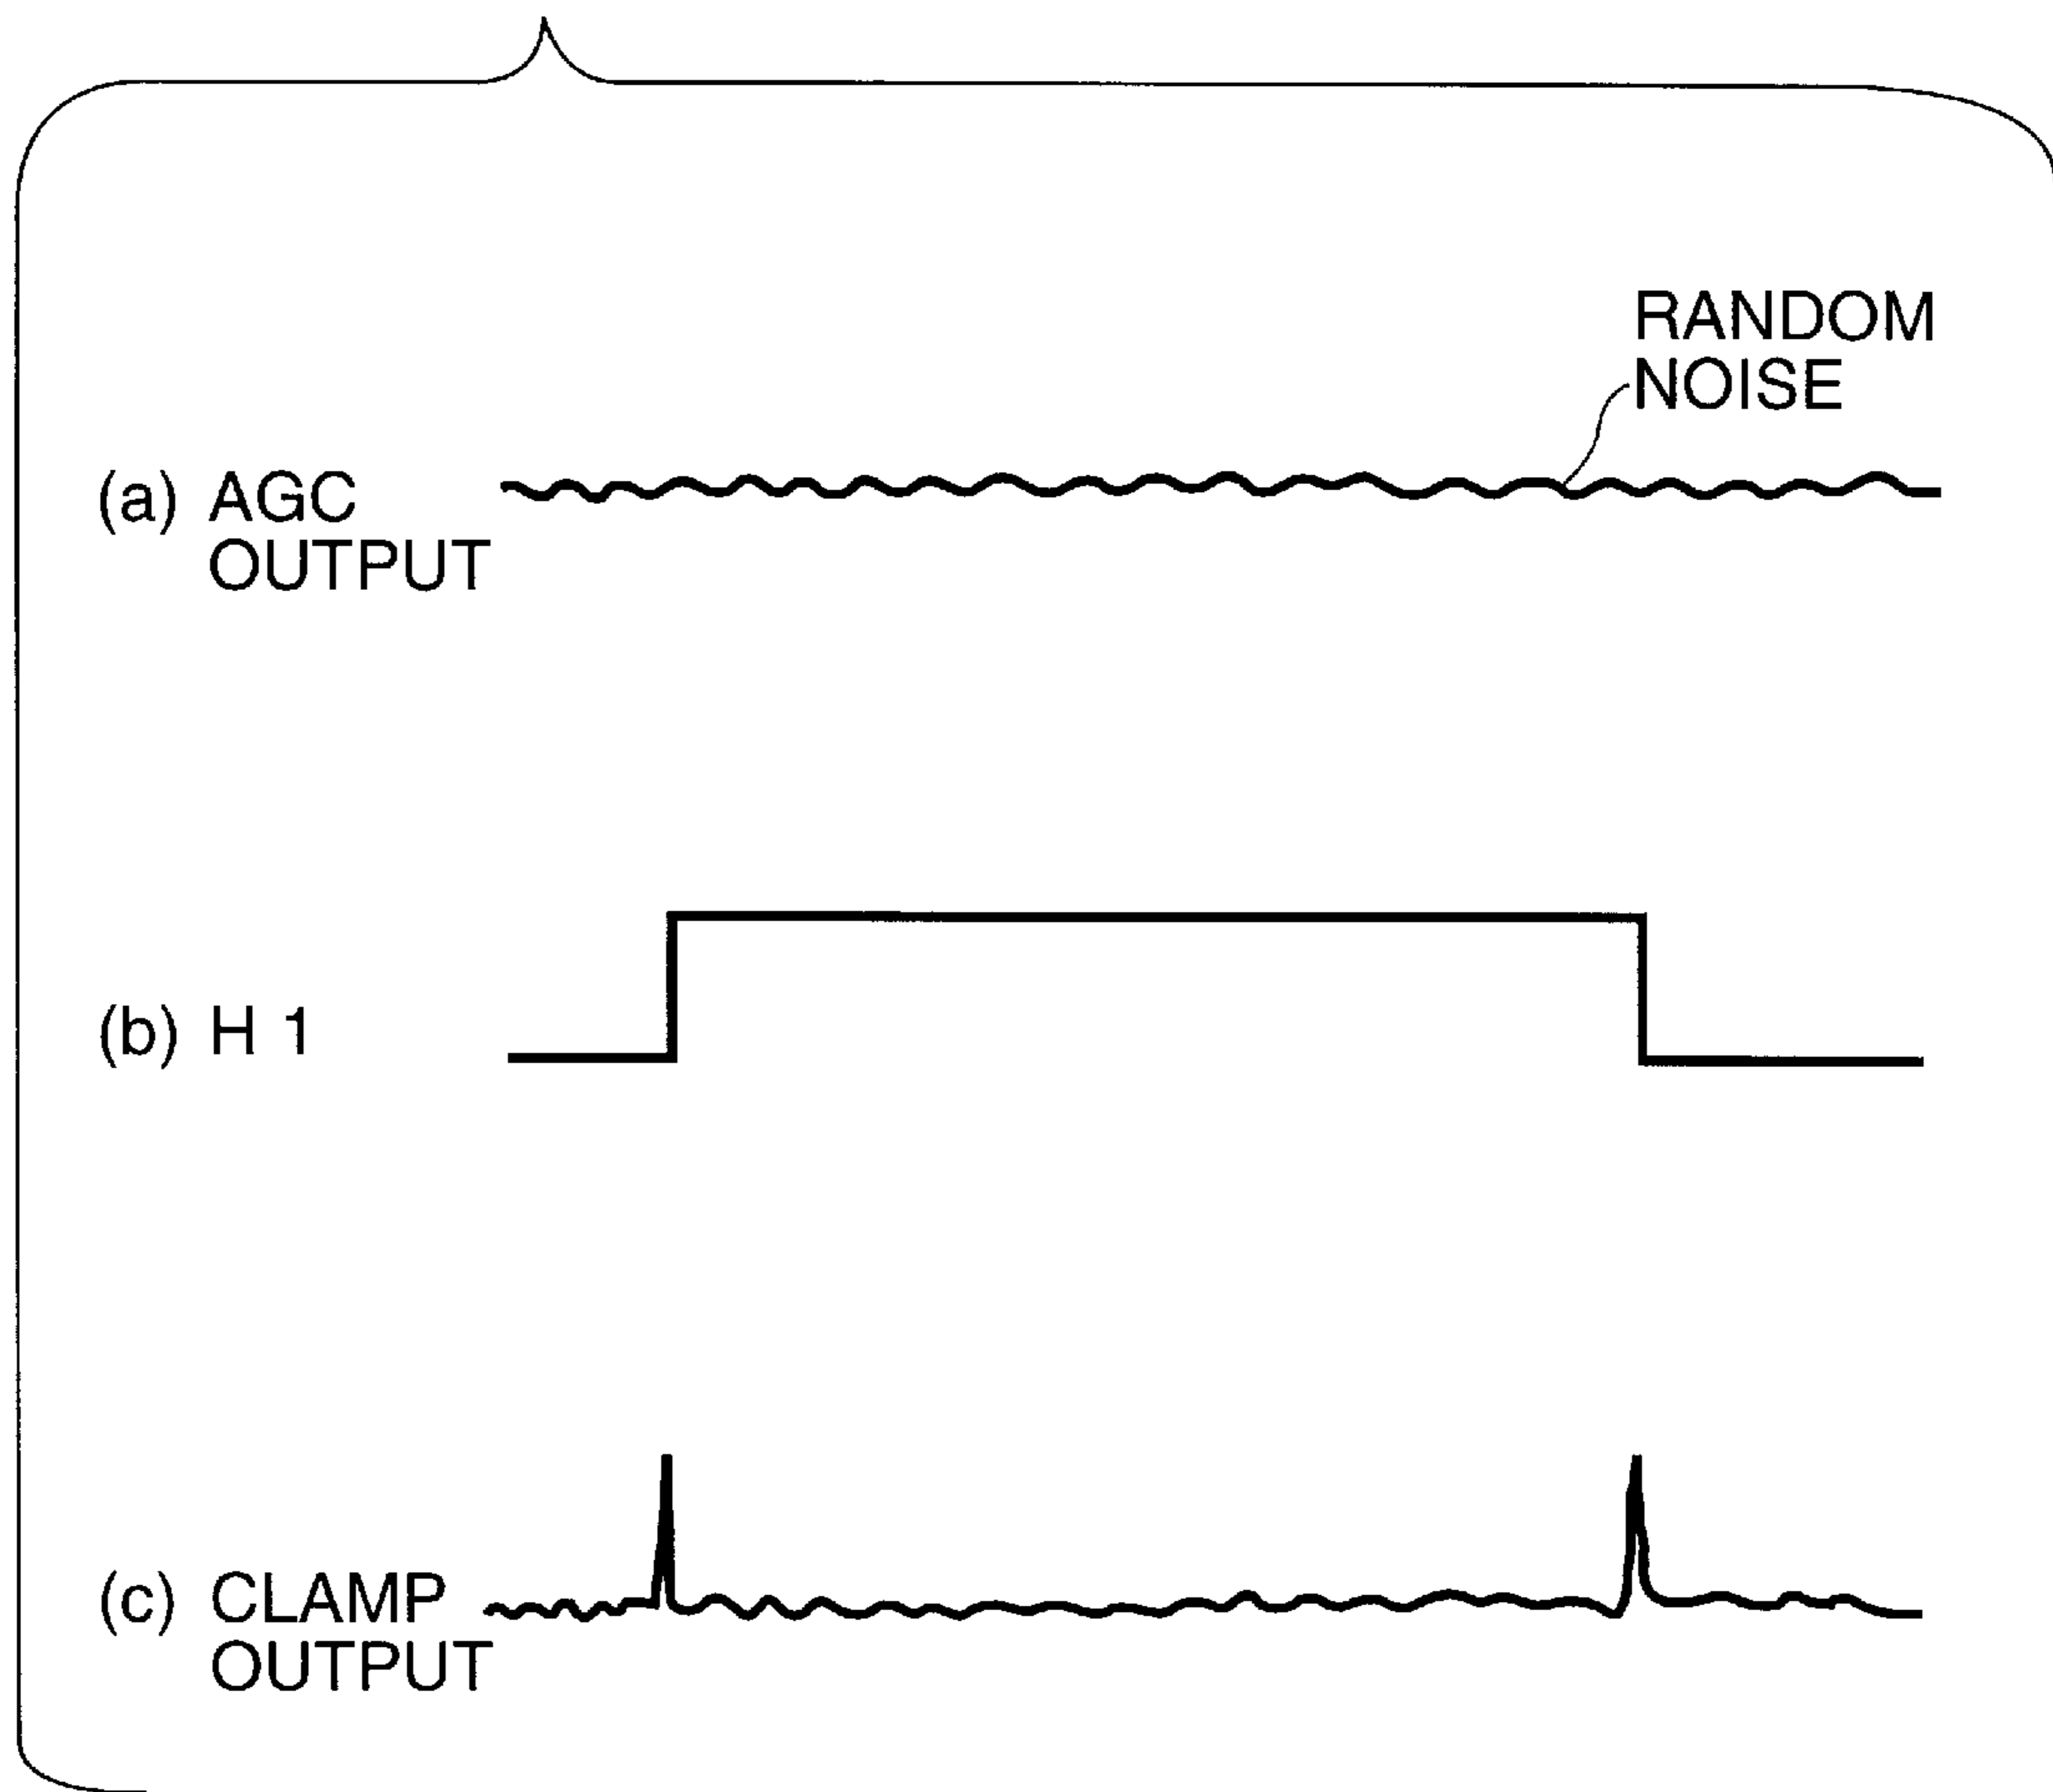 RANDOM
NOISE
(a) AGC
OUTPUT
(b) H 1
(c) CLAMP
OUTPUT